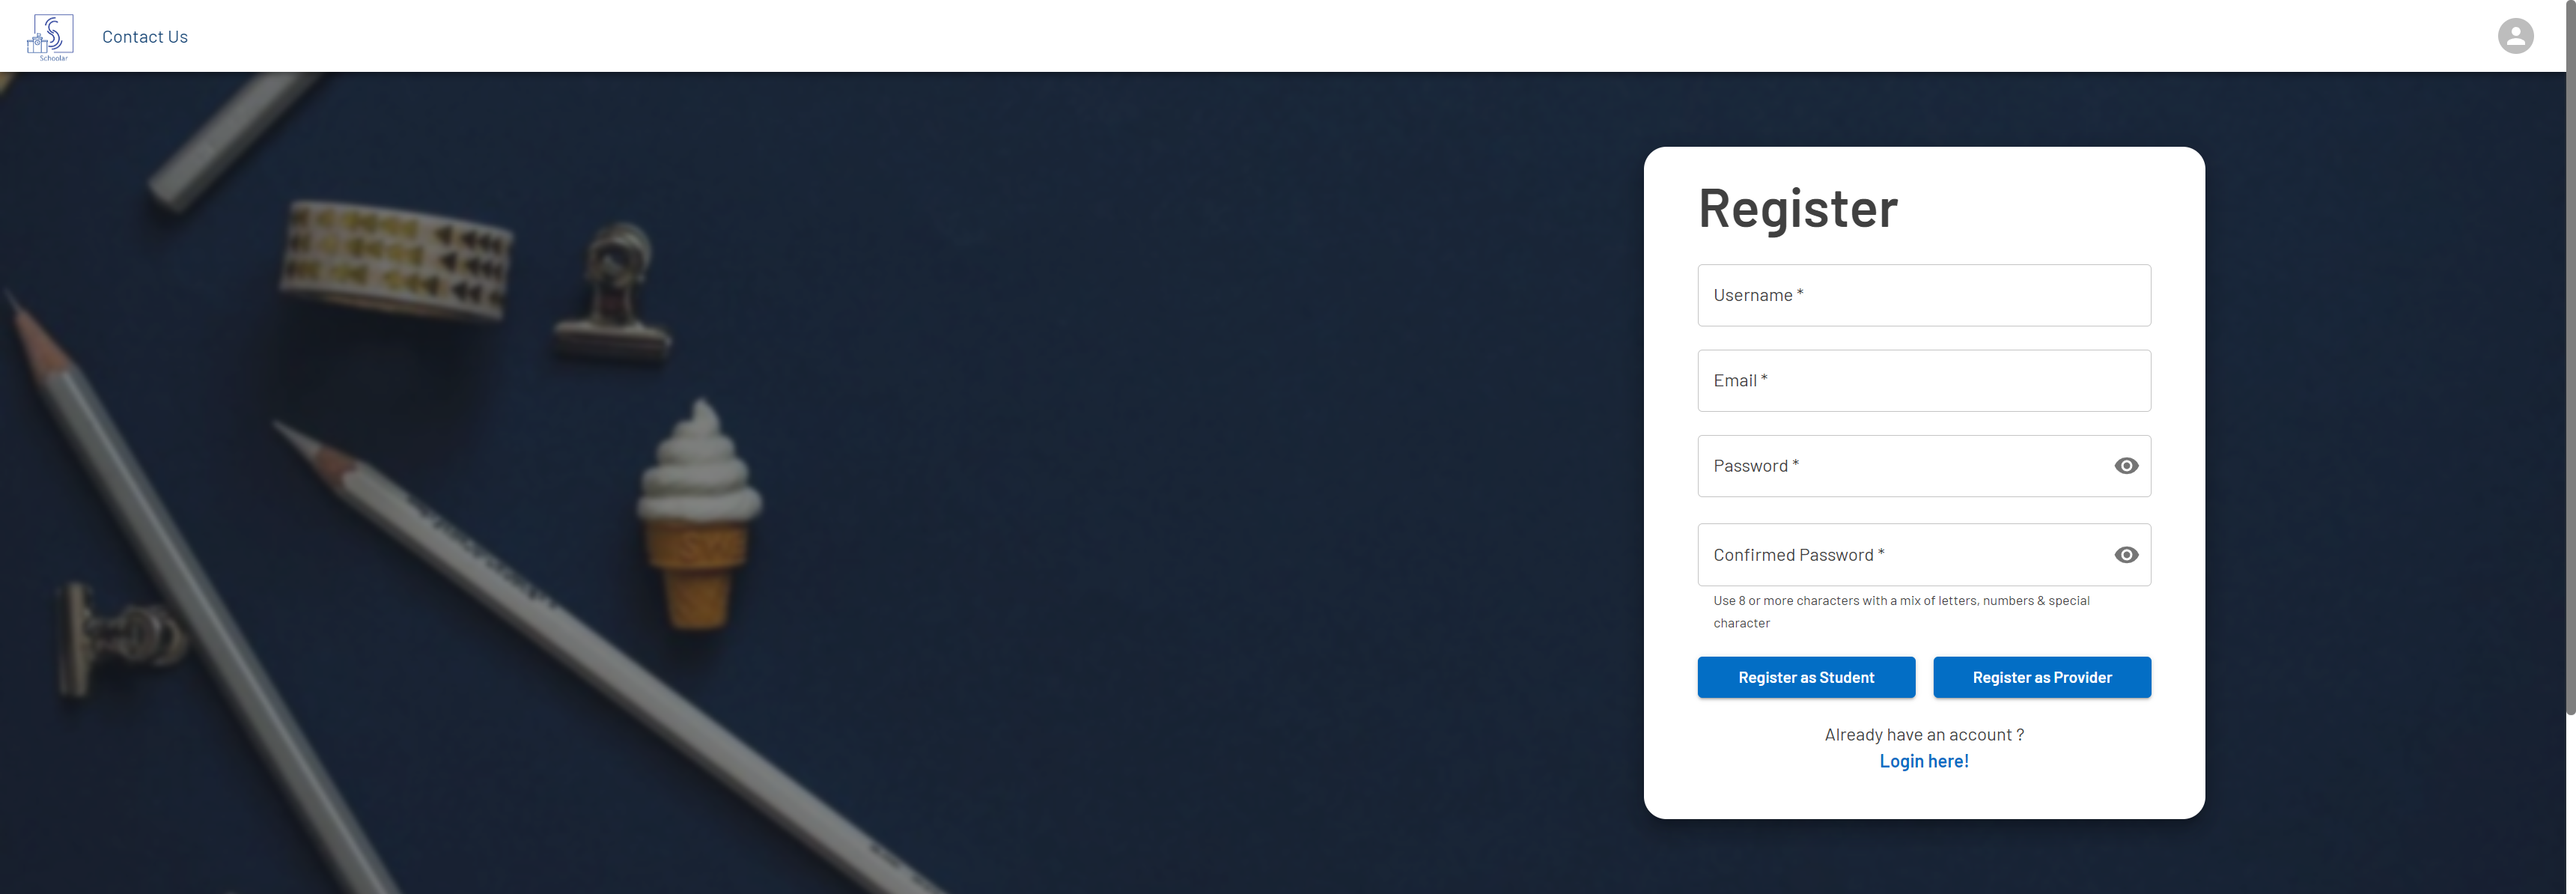 Schoolar
Contact Us
Register
Username *
Email *
Password *
Confirmed Password *
Use 8 or more characters with a mix of letters, numbers & special
character
Register as Student
Register as Provider
Already have an account ?
Login here!